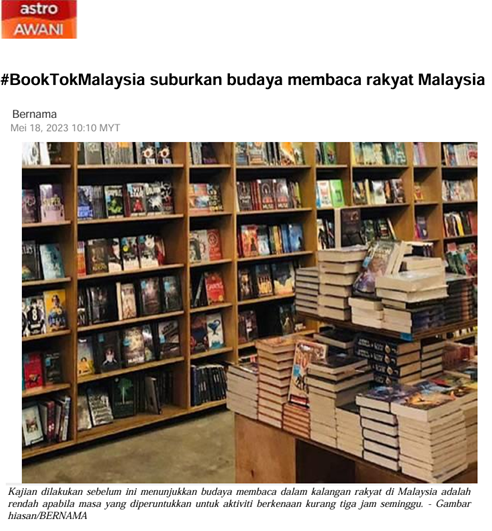 astro
AWANI
#BookTokMalaysia suburkan budaya membaca rakyat Malaysia
Bernama
Mei 18, 2023 10:10 MYT
Kajian dilakukan sebelum ini menunjukkan budaya membaca dalam kalangan rakyat di Malaysia adalah
rendah apabila masa yang diperuntukkan untuk aktiviti berkenaan kurang tiga jam seminggu. - Gambar
hiasan/BERNAMA